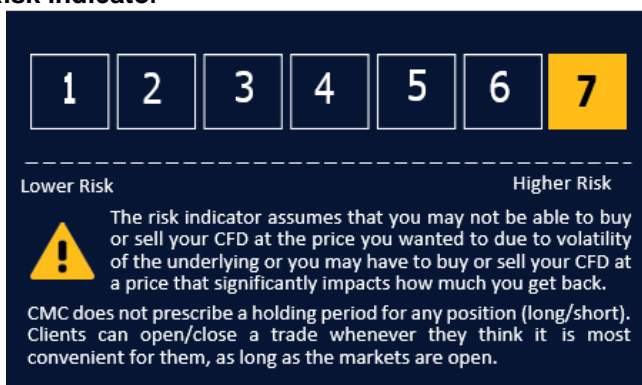 Risk indicator
1 2 3 4 5 6 7
Lower Risk Higher Risk
The risk indicator assumes that you may not be able to buy
or sell your CFD at the price you wanted to due to volatility
of the underlying or you may have to buy or sell your CFD at
a price that significantly impacts how much you get back.
CMC does not prescribe a holding period for any position (long/short).
Clients can open/close a trade whenever they think it is most
convenient for them, as long as the markets are open.